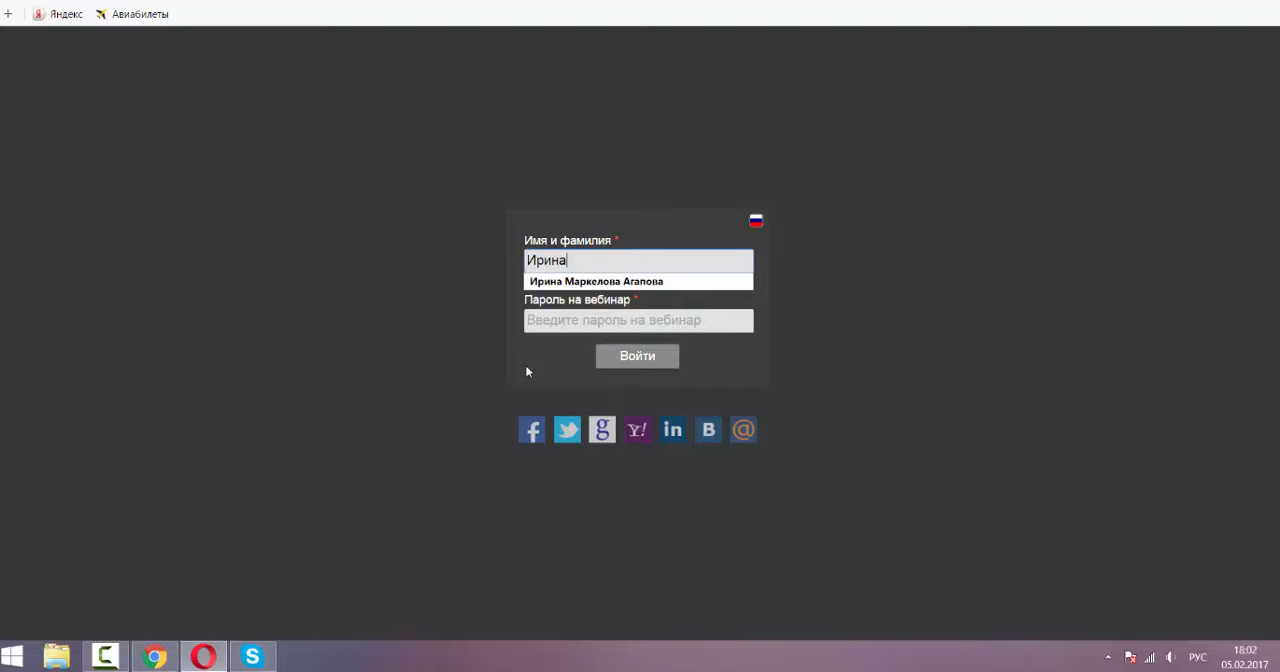 + Яндекс Авиабилеты
Имя и фамилия *
Ирина
Ирина Маркелова Агапова
Пароль на вебинар *
Введите пароль на вебинар
Войти
f g Y! in B @
C S РУС 18:02
05.02.2017